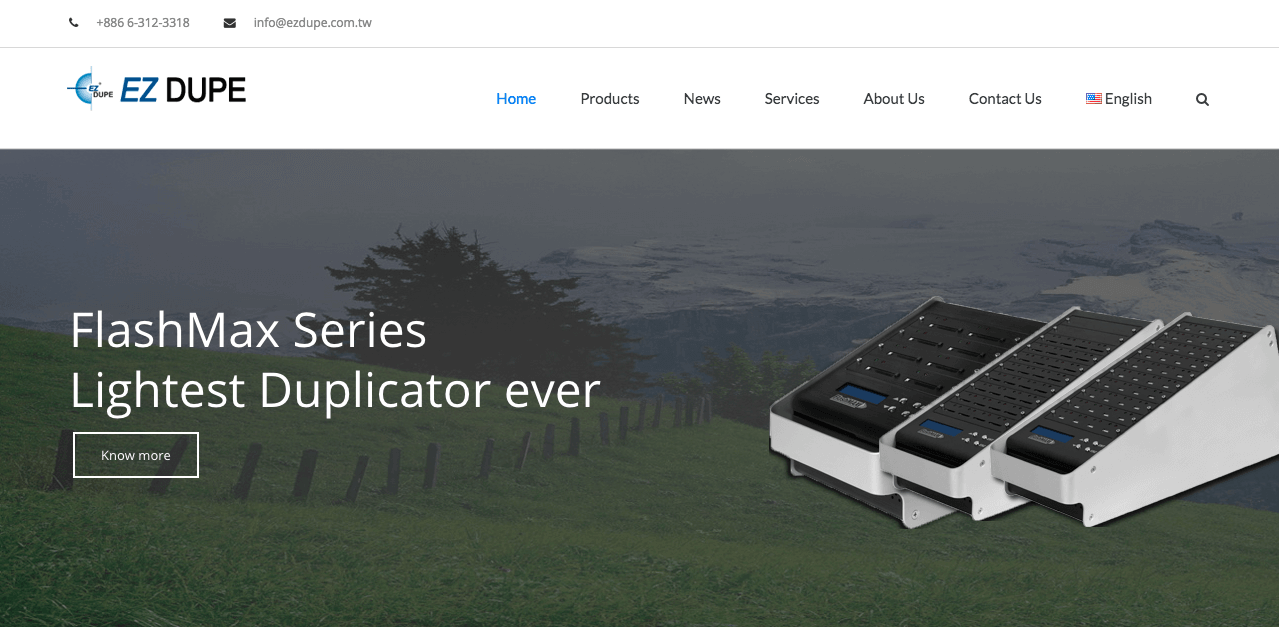 +886 6-312-3318
info@ezdupe.com.tw
EZ DUPE
EZ DUPE
Home
Products
News
Services
About Us
Contact Us
English
FlashMax Series
Lightest Duplicator ever
Know more